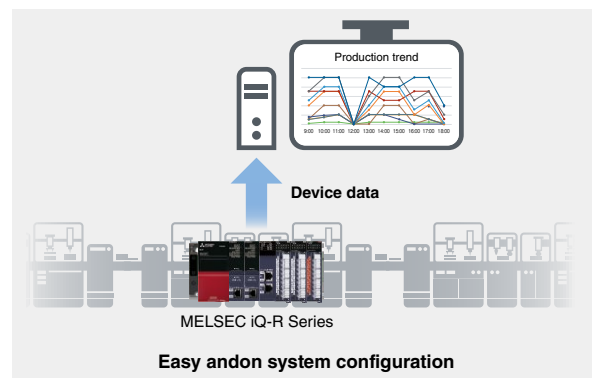 Production trend
9:00 10:00 11:00 12:00 13:00 14:00 15:00 16:00 17:00 18:00
Device data
MELSEC iQ-R Series
Easy andon system configuration